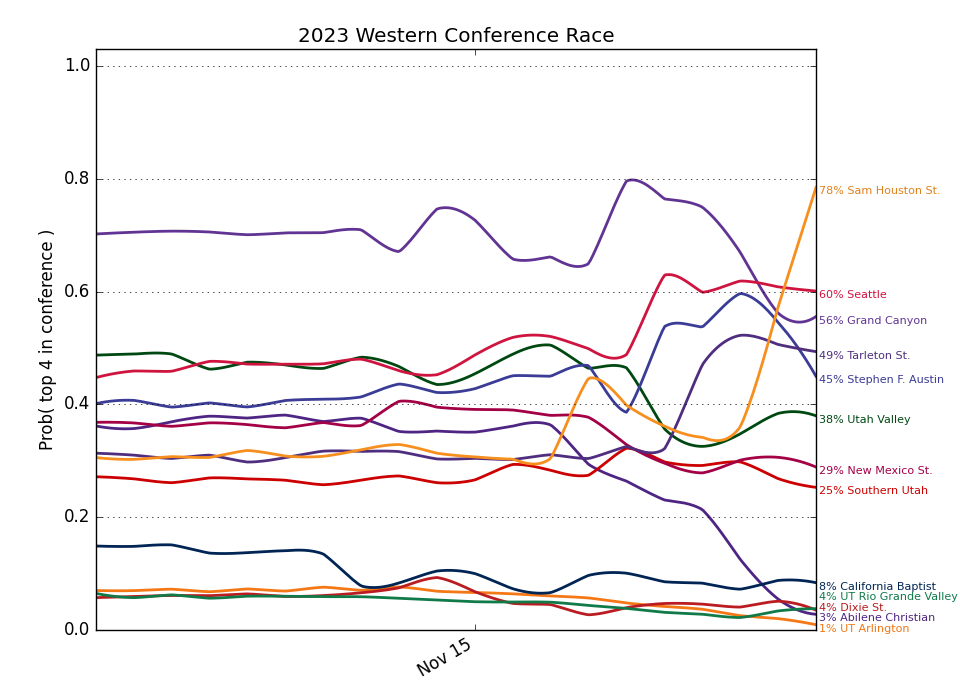 2023 Western Conference Race
Prob( top 4 in conference )
1.0
0.8
0.6
0.4
0.2
0.0
Nov 15
78% Sam Houston St.
60% Seattle
56% Grand Canyon
49% Tarleton St.
45% Stephen F. Austin
38% Utah Valley
29% New Mexico St.
25% Southern Utah
8% California Baptist
4% UT Rio Grande Valley
4% Dixie St.
3% Abilene Christian
1% UT Arlington